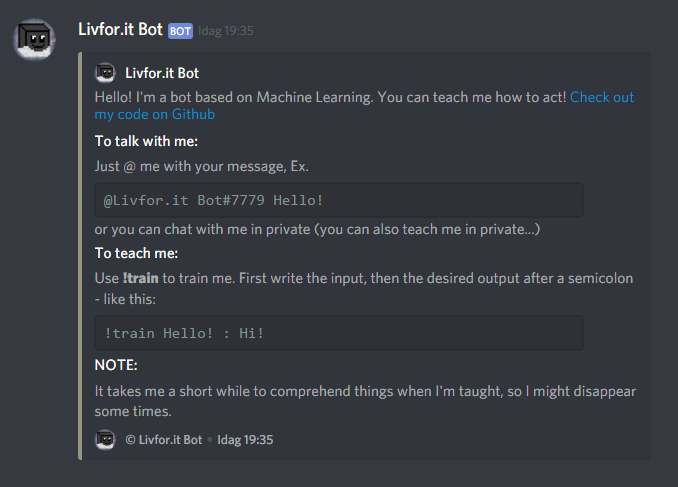 Livfor.it Bot BOT Idag 19:35
Livfor.it Bot
Hello! I'm a bot based on Machine Learning. You can teach me how to act! Check out
my code on Github
To talk with me:
Just @ me with your message, Ex.
@Livfor.it Bot#7779 Hello!
or you can chat with me in private (you can also teach me in private...)
To teach me:
Use !train to train me. First write the input, then the desired output after a semicolon
- like this:
!train Hello! : Hi!
NOTE:
It takes me a short while to comprehend things when I'm taught, so I might disappear
some times.
© Livfor.it Bot • Idag 19:35